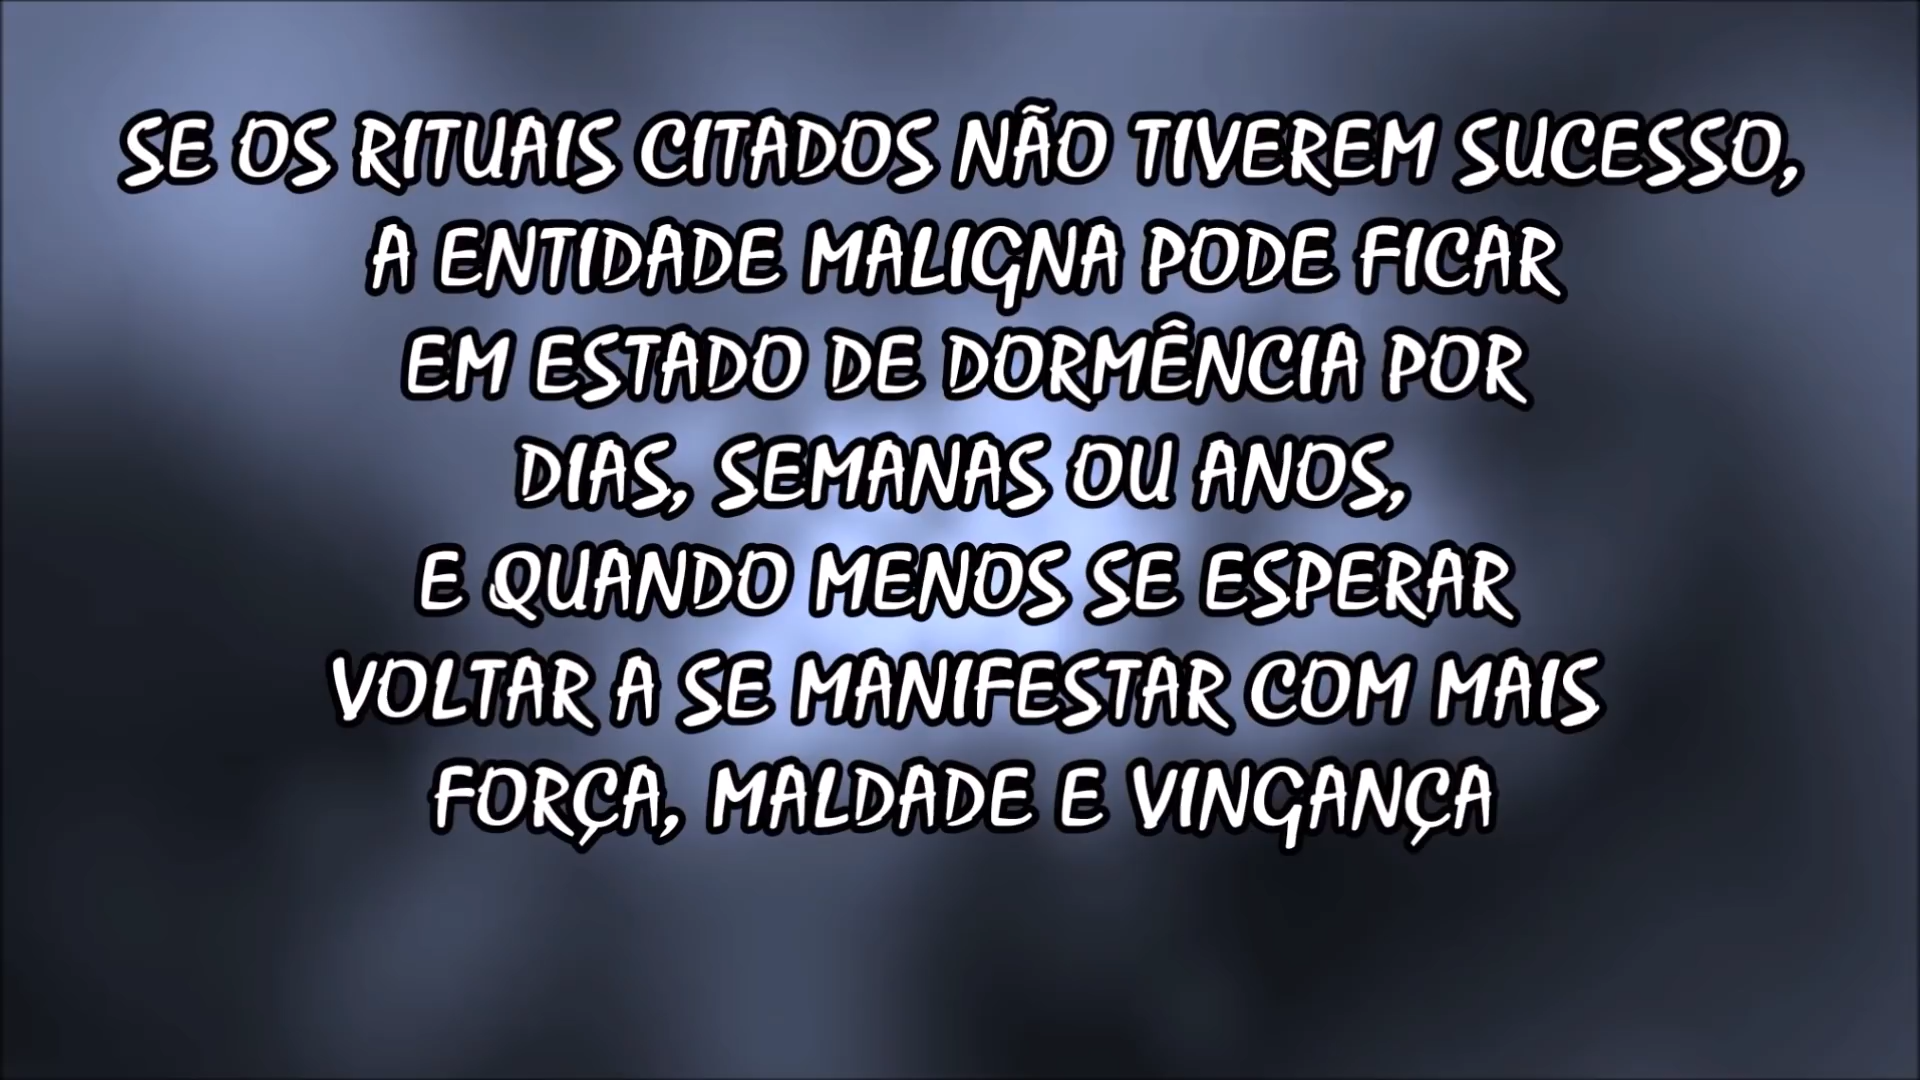 SE OS RITUAIS CITADOS NÃO TIVEREM SUCESSO,
A ENTIDADE MALIGNA PODE FICAR
EM ESTADO DE DORMÊNCIA POR
DIAS, SEMANAS OU ANOS,
E QUANDO MENOS SE ESPERAR
VOLTAR A SE MANIFESTAR COM MAIS
FORÇA, MALDADE E VINGANÇA